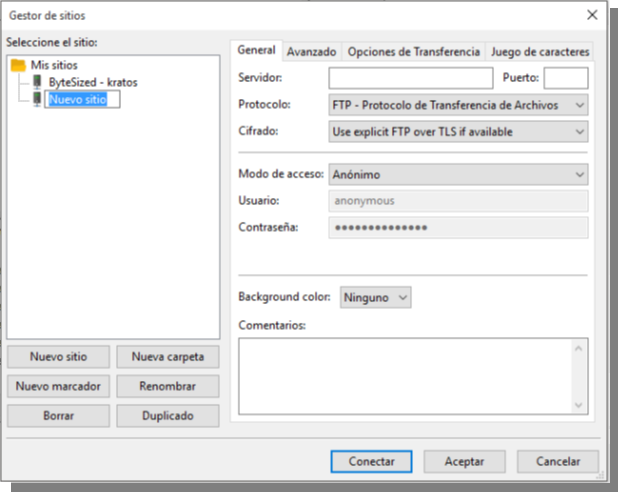 Gestor de sitios
Seleccione el sitio:
Mis sitios
ByteSized - kratos
Nuevo sitio
Nuevo sitio
Nueva carpeta
Nuevo marcador
Renombrar
Borrar
Duplicado
General
Avanzado
Opciones de Transferencia
Juego de caracteres
Servidor:
Puerto:
Protocolo:
FTP - Protocolo de Transferencia de Archivos
Cifrado:
Use explicit FTP over TLS if available
Modo de acceso:
Anónimo
Usuario:
anonymous
Contraseña:
••••••••••••••
Background color:
Ninguno
Comentarios:
Conectar
Aceptar
Cancelar